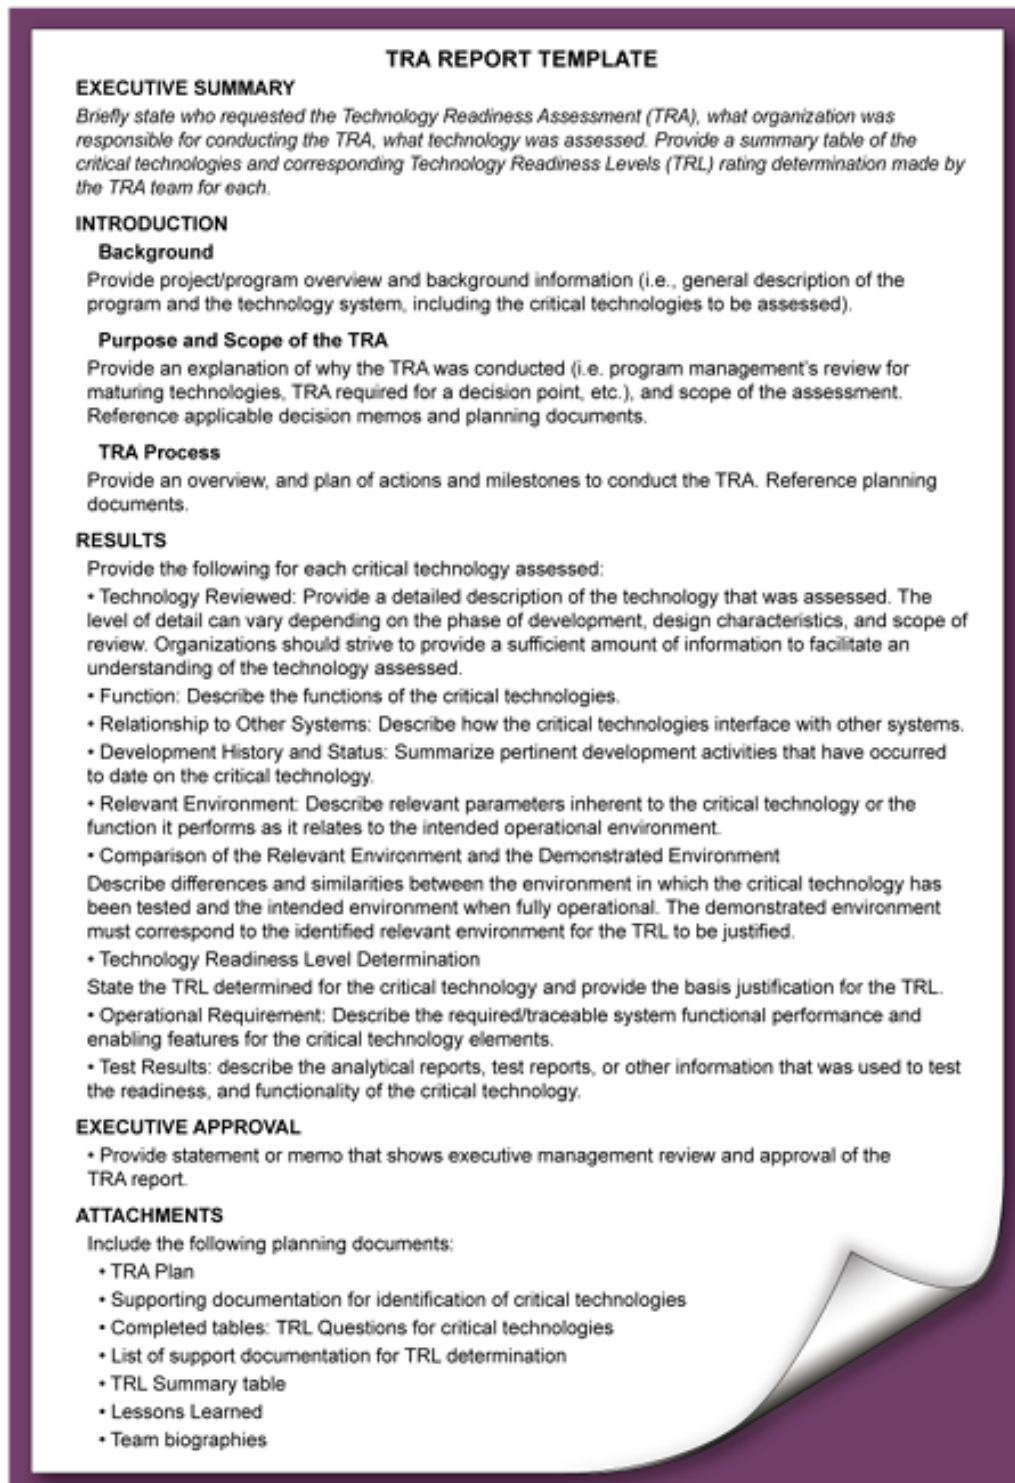 TRA REPORT TEMPLATE
EXECUTIVE SUMMARY
Briefly state who requested the Technology Readiness Assessment (TRA), what organization was
responsible for conducting the TRA, what technology was assessed. Provide a summary table of the
critical technologies and corresponding Technology Readiness Levels (TRL) rating determination made by
the TRA team for each.
INTRODUCTION
Background
Provide project/program overview and background information (i.e., general description of the
program and the technology system, including the critical technologies to be assessed).
Purpose and Scope of the TRA
Provide an explanation of why the TRA was conducted (i.e. program management's review for
maturing technologies, TRA required for a decision point, etc.), and scope of the assessment.
Reference applicable decision memos and planning documents.
TRA Process
Provide an overview, and plan of actions and milestones to conduct the TRA. Reference planning
documents.
RESULTS
Provide the following for each critical technology assessed:
• Technology Reviewed: Provide a detailed description of the technology that was assessed. The
level of detail can vary depending on the phase of development, design characteristics, and scope of
review. Organizations should strive to provide a sufficient amount of information to facilitate an
understanding of the technology assessed.
• Function: Describe the functions of the critical technologies.
• Relationship to Other Systems: Describe how the critical technologies interface with other systems.
• Development History and Status: Summarize pertinent development activities that have occurred
to date on the critical technology.
• Relevant Environment: Describe relevant parameters inherent to the critical technology or the
function it performs as it relates to the intended operational environment.
• Comparison of the Relevant Environment and the Demonstrated Environment
Describe differences and similarities between the environment in which the critical technology has
been tested and the intended environment when fully operational. The demonstrated environment
must correspond to the identified relevant environment for the TRL to be justified.
• Technology Readiness Level Determination
State the TRL determined for the critical technology and provide the basis justification for the TRL.
• Operational Requirement: Describe the required/traceable system functional performance and
enabling features for the critical technology elements.
• Test Results: describe the analytical reports, test reports, or other information that was used to test
the readiness, and functionality of the critical technology.
EXECUTIVE APPROVAL
• Provide statement or memo that shows executive management review and approval of the
TRA report.
ATTACHMENTS
Include the following planning documents:
• TRA Plan
• Supporting documentation for identification of critical technologies
• Completed tables: TRL Questions for critical technologies
• List of support documentation for TRL determination
• TRL Summary table
• Lessons Learned
• Team biographies